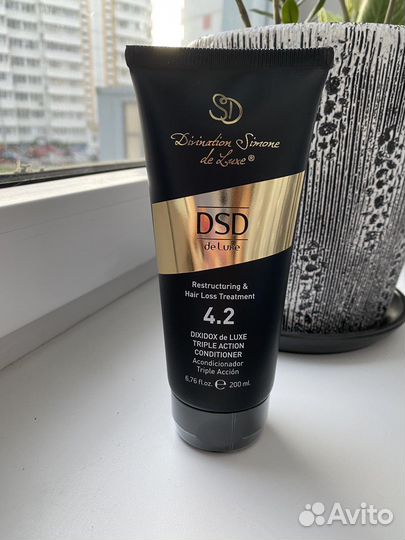 SD
Divination Simone
de Luxe®
DSD
de Luxe
Restructuring &
Hair Loss Treatment
4.2
DIXIDOX de LUXE
TRIPLE ACTION
CONDITIONER
Acondicionador
Triple Acción
6,76 fl.oz. e 200 ml.
Avito